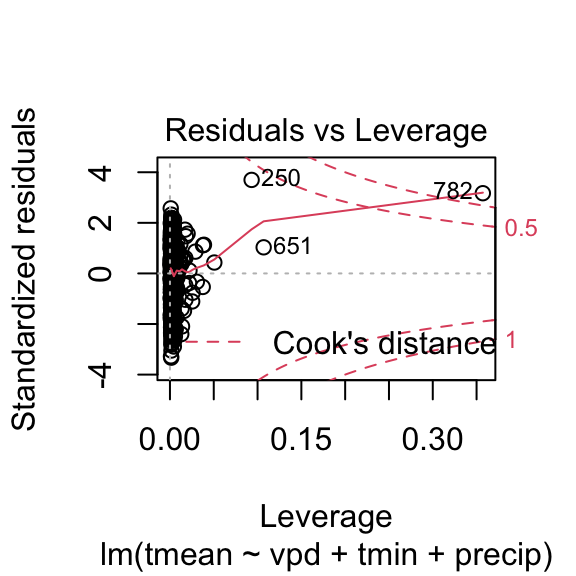 Residuals vs Leverage
Standardized residuals
4
2
0
-4
250
782
651
0.5
1
Cook's distance
0.00
0.15
0.30
Leverage
lm(tmean ~ vpd + tmin + precip)